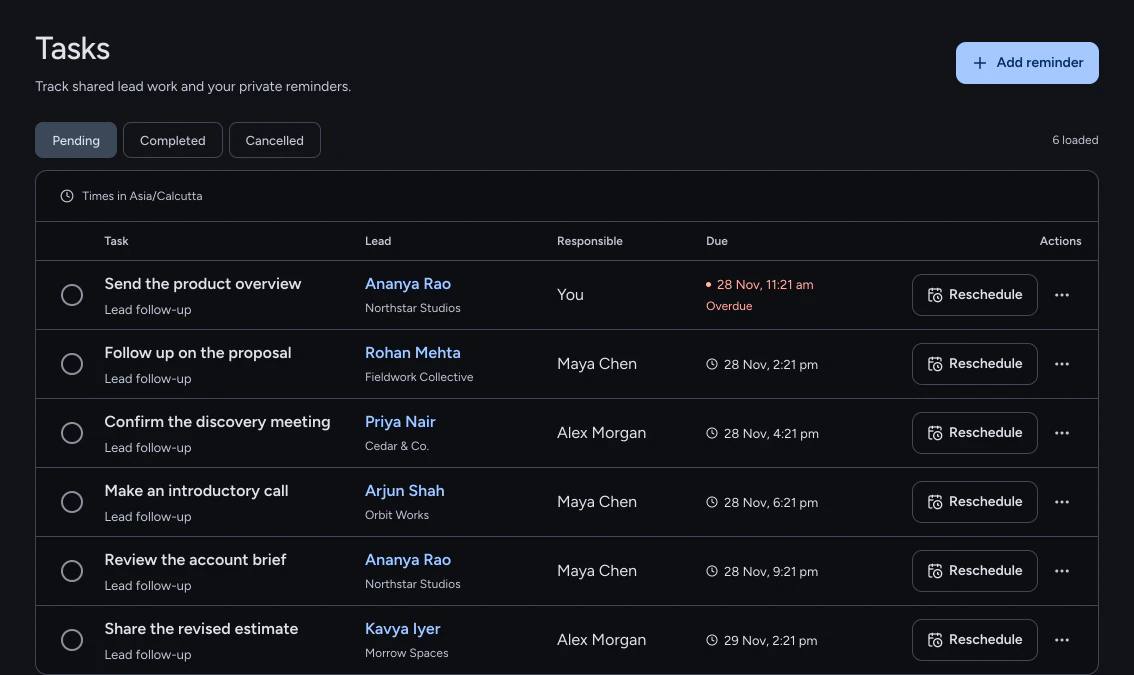 Tasks
Track shared lead work and your private reminders.
Add reminder
Pending Completed Cancelled
6 loaded
Times in Asia/Calcutta
Task Lead Responsible Due Actions
Send the product overview
Lead follow-up
Ananya Rao
Northstar Studios
You
28 Nov, 11:21 am
Overdue
Reschedule
Follow up on the proposal
Lead follow-up
Rohan Mehta
Fieldwork Collective
Maya Chen
28 Nov, 2:21 pm
Reschedule
Confirm the discovery meeting
Lead follow-up
Priya Nair
Cedar & Co.
Alex Morgan
28 Nov, 4:21 pm
Reschedule
Make an introductory call
Lead follow-up
Arjun Shah
Orbit Works
Maya Chen
28 Nov, 6:21 pm
Reschedule
Review the account brief
Lead follow-up
Ananya Rao
Northstar Studios
Maya Chen
28 Nov, 9:21 pm
Reschedule
Share the revised estimate
Lead follow-up
Kavya Iyer
Morrow Spaces
Alex Morgan
29 Nov, 2:21 pm
Reschedule